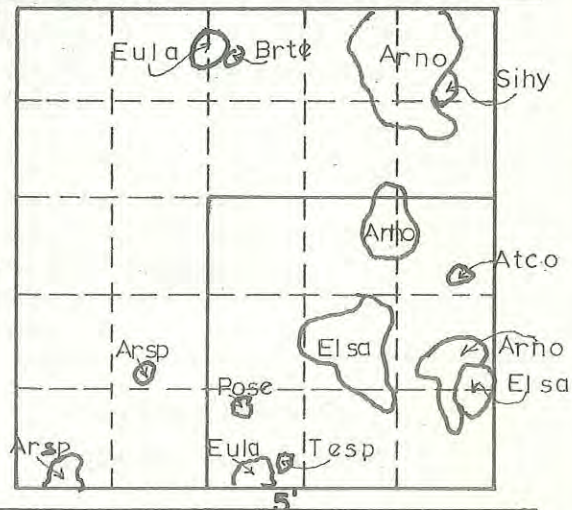 Eula Brte Arno
Sihy
Arno
Atco
Arsp Elsa Arno
Pose Elsa
Arsp Eula Tesp
5'